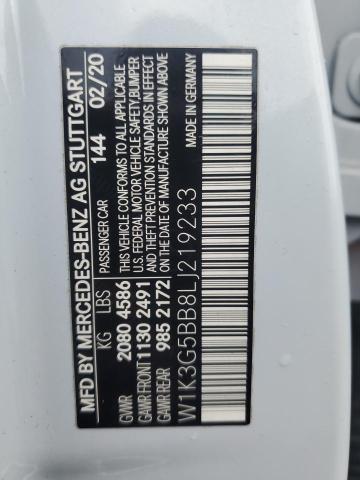 MFD BY MERCEDES-BENZ AG STUTTGART
KG LBS PASSENGER CAR 144 02/20
GVWR 2080 4586 THIS VEHICLE CONFORMS TO ALL APPLICABLE
GAWR FRONT 1130 2491 U.S. FEDERAL MOTOR VEHICLE SAFETY, BUMPER
GAWR REAR 985 2172 AND THEFT PREVENTION STANDARDS IN EFFECT
ON THE DATE OF MANUFACTURE SHOWN ABOVE.
W1K3G5BB8LJ219233 MADE IN GERMANY